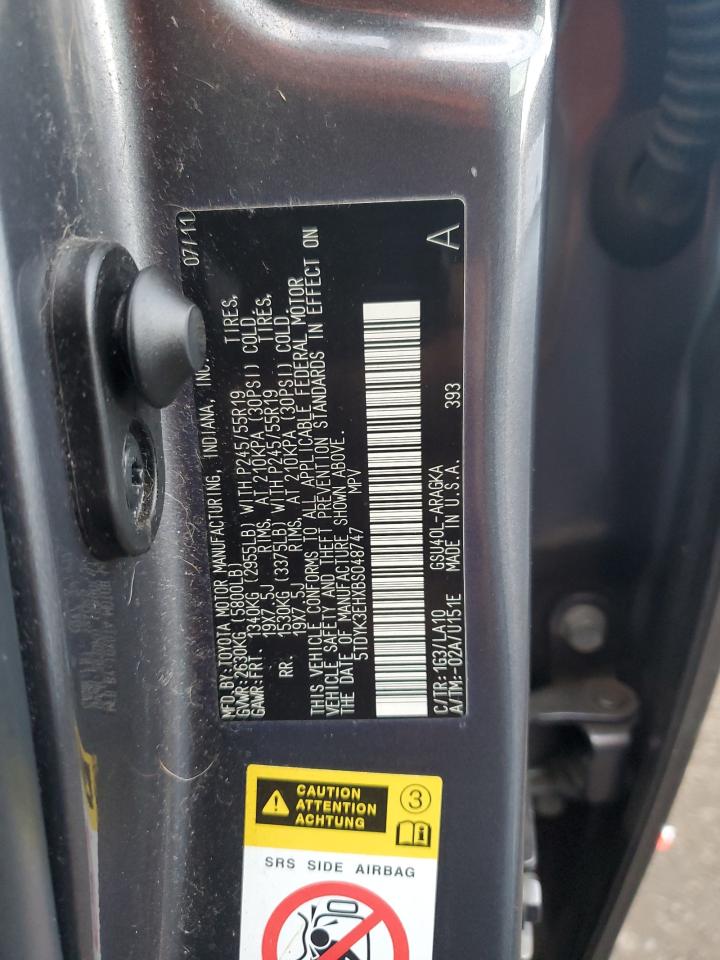 MFD.BY:TOYOTA MOTOR MANUFACTURING, INDIANA, INC. 07/11
GVWR:2630KG(5800LB)
GAWR:FRT. 1340KG (2955LB) WITH P245/55R19 TIRES,
19X7.5J RIMS, AT 210KPA (30PSI) COLD.
RR. 1530KG (3375LB) WITH P245/55R19 TIRES,
19X7.5J RIMS, AT 210KPA (30PSI) COLD.
THIS VEHICLE CONFORMS TO ALL APPLICABLE FEDERAL MOTOR
VEHICLE SAFETY AND THEFT PREVENTION STANDARDS IN EFFECT ON
THE DATE OF MANUFACTURE SHOWN ABOVE.
5TDYK3EHXBS048747 MPV
C/TR:1G3/LA10 GSU40L-ARAGKA 393 A
A/TM:-02A/U151E MADE IN U.S.A.
CAUTION
ATTENTION
ACHTUNG
3
SRS SIDE AIRBAG